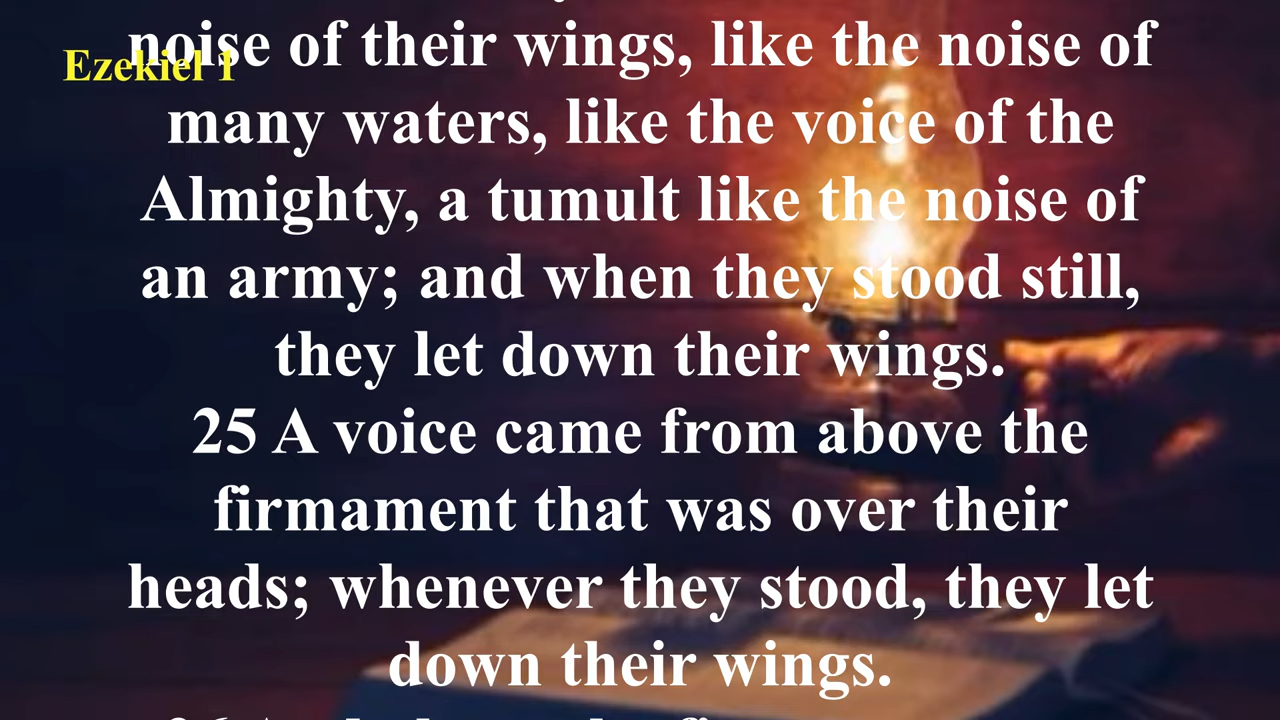 Ezekiel 1
noise of their wings, like the noise of
many waters, like the voice of the
Almighty, a tumult like the noise of
an army; and when they stood still,
they let down their wings.
25 A voice came from above the
firmament that was over their
heads; whenever they stood, they let
down their wings.